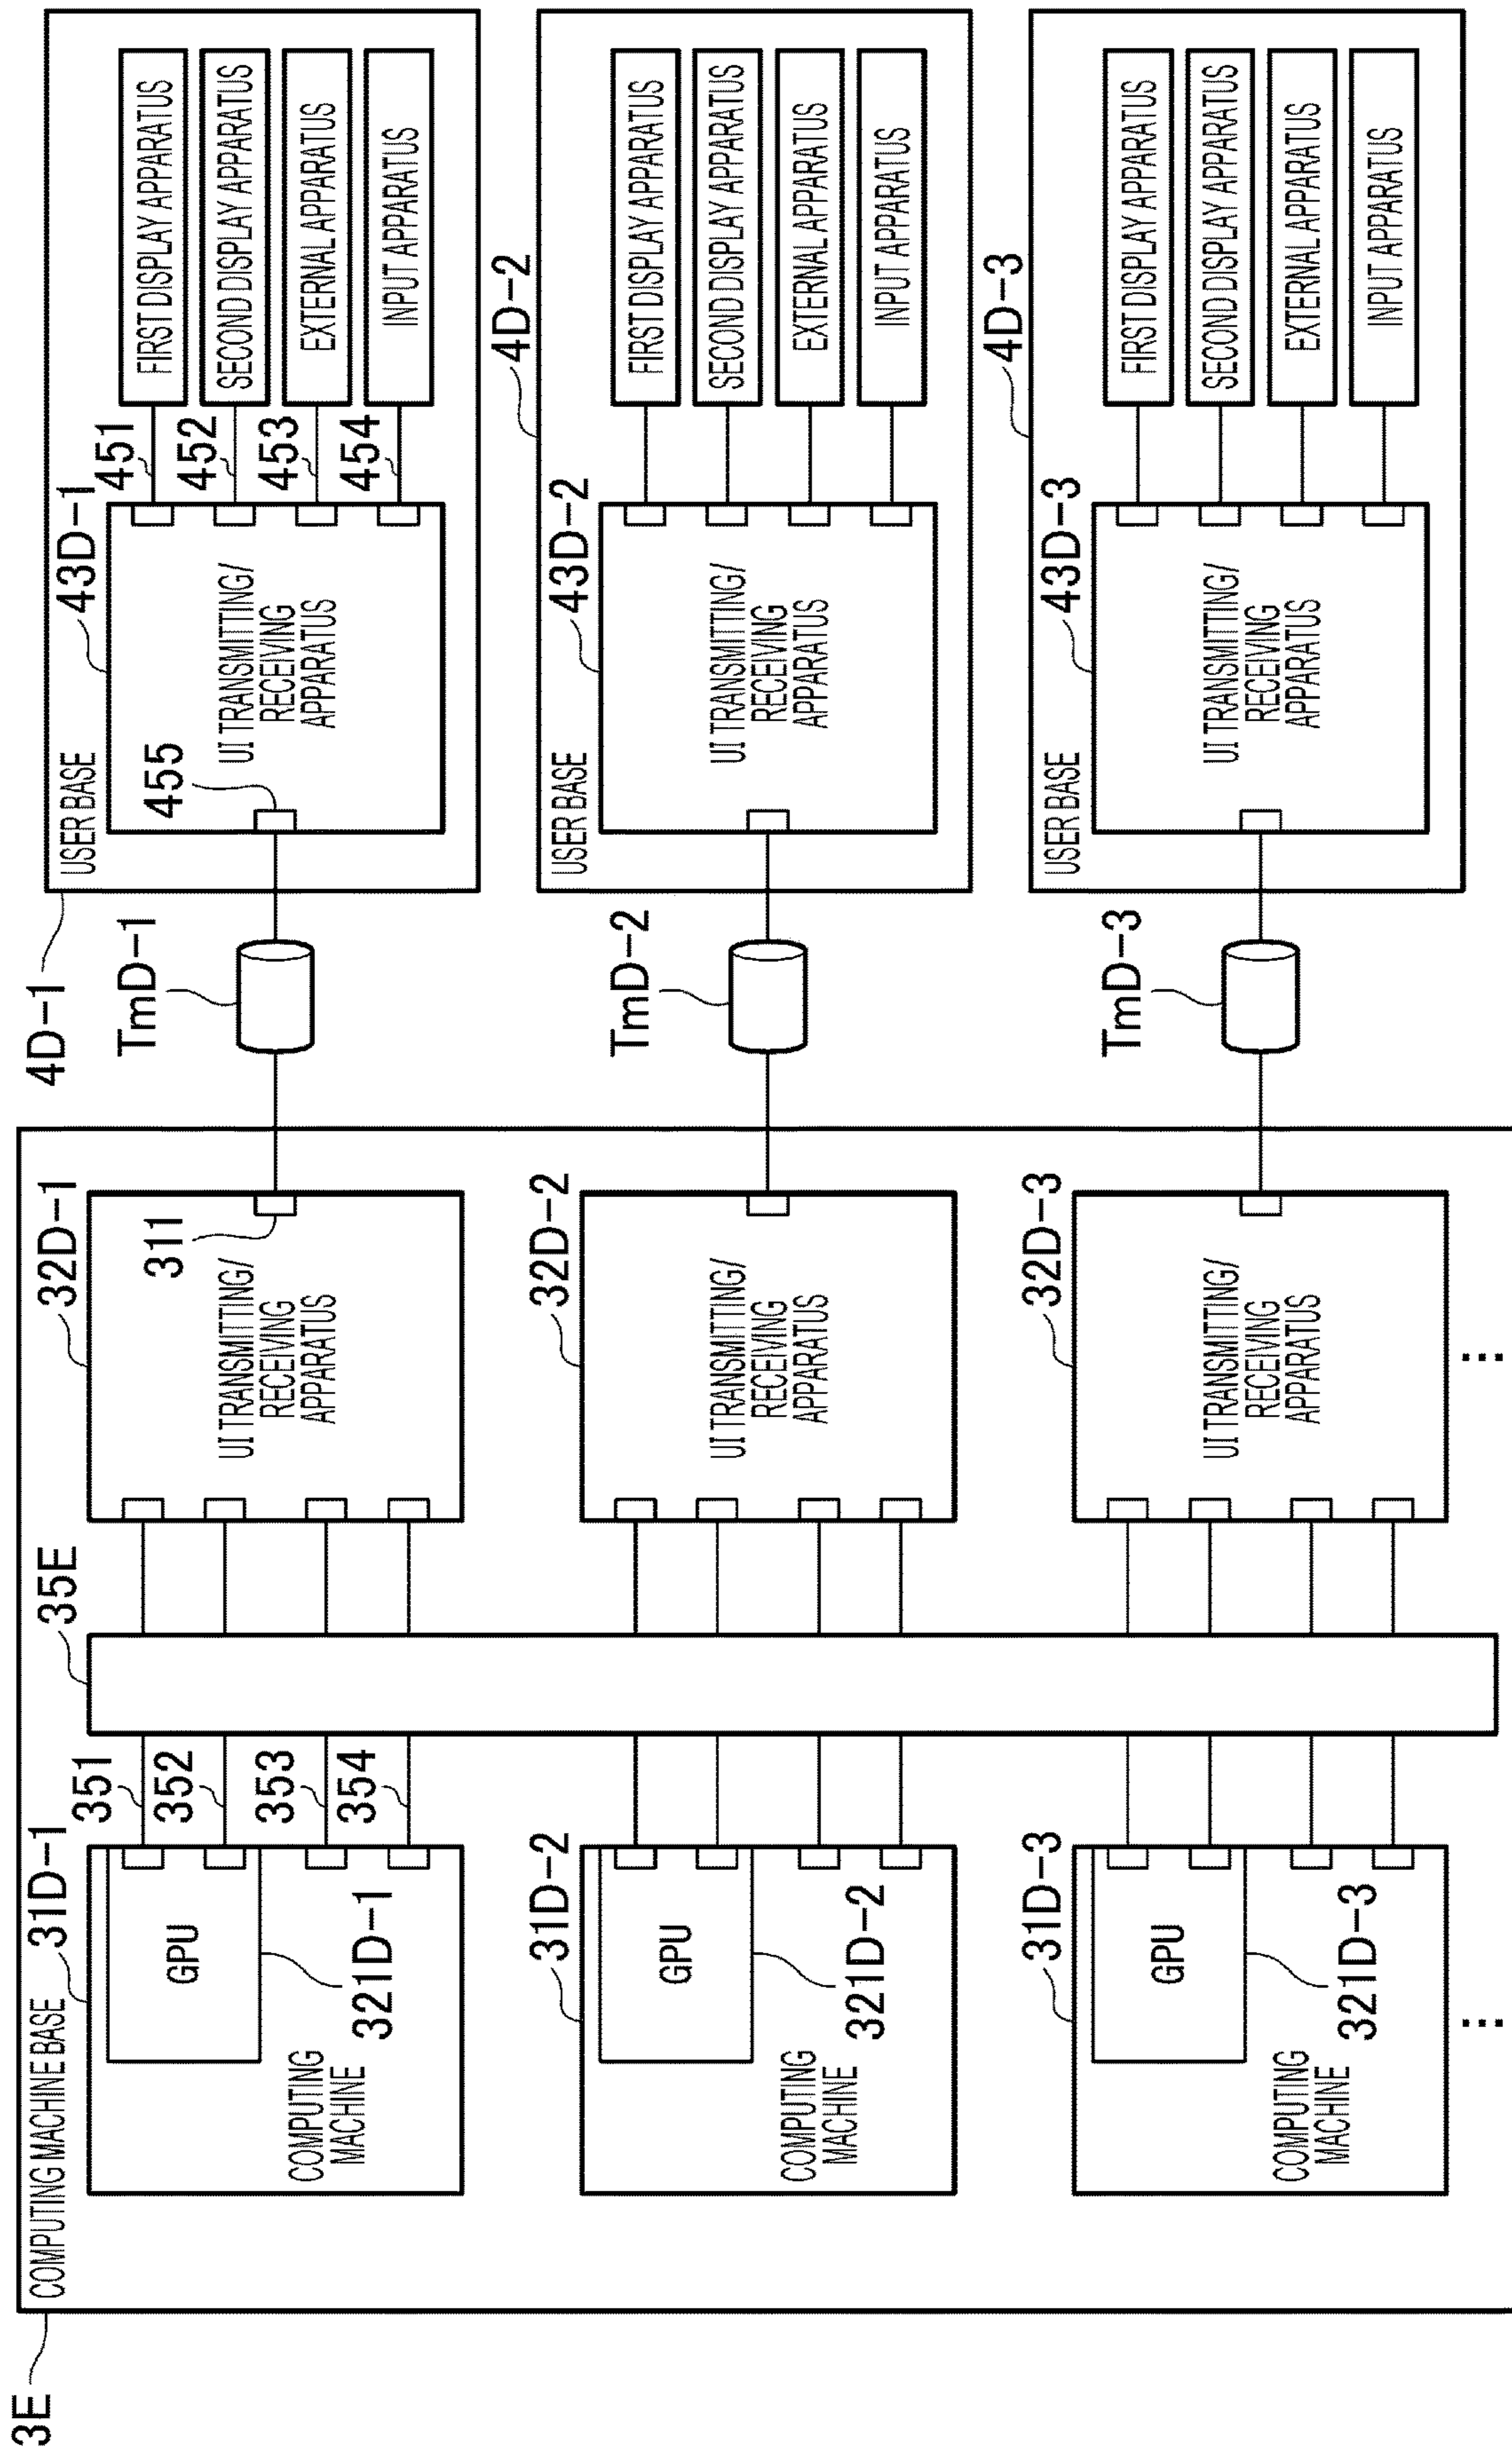 3E
COMPUTING MACHINE BASE
31D-1
GPU
321D-1
COMPUTING
MACHINE
351
352
353
354
35E
32D-1
UI TRANSMITTING/
RECEIVING
APPARATUS
311
TmD-1
4D-1
USER BASE
43D-1
455
UI TRANSMITTING/
RECEIVING
APPARATUS
451
452
453
454
FIRST DISPLAY APPARATUS
SECOND DISPLAY APPARATUS
EXTERNAL APPARATUS
INPUT APPARATUS
31D-2
GPU
321D-2
COMPUTING
MACHINE
32D-2
UI TRANSMITTING/
RECEIVING
APPARATUS
TmD-2
4D-2
USER BASE
43D-2
UI TRANSMITTING/
RECEIVING
APPARATUS
FIRST DISPLAY APPARATUS
SECOND DISPLAY APPARATUS
EXTERNAL APPARATUS
INPUT APPARATUS
31D-3
GPU
321D-3
COMPUTING
MACHINE
...
32D-3
UI TRANSMITTING/
RECEIVING
APPARATUS
...
TmD-3
4D-3
USER BASE
43D-3
UI TRANSMITTING/
RECEIVING
APPARATUS
FIRST DISPLAY APPARATUS
SECOND DISPLAY APPARATUS
EXTERNAL APPARATUS
INPUT APPARATUS